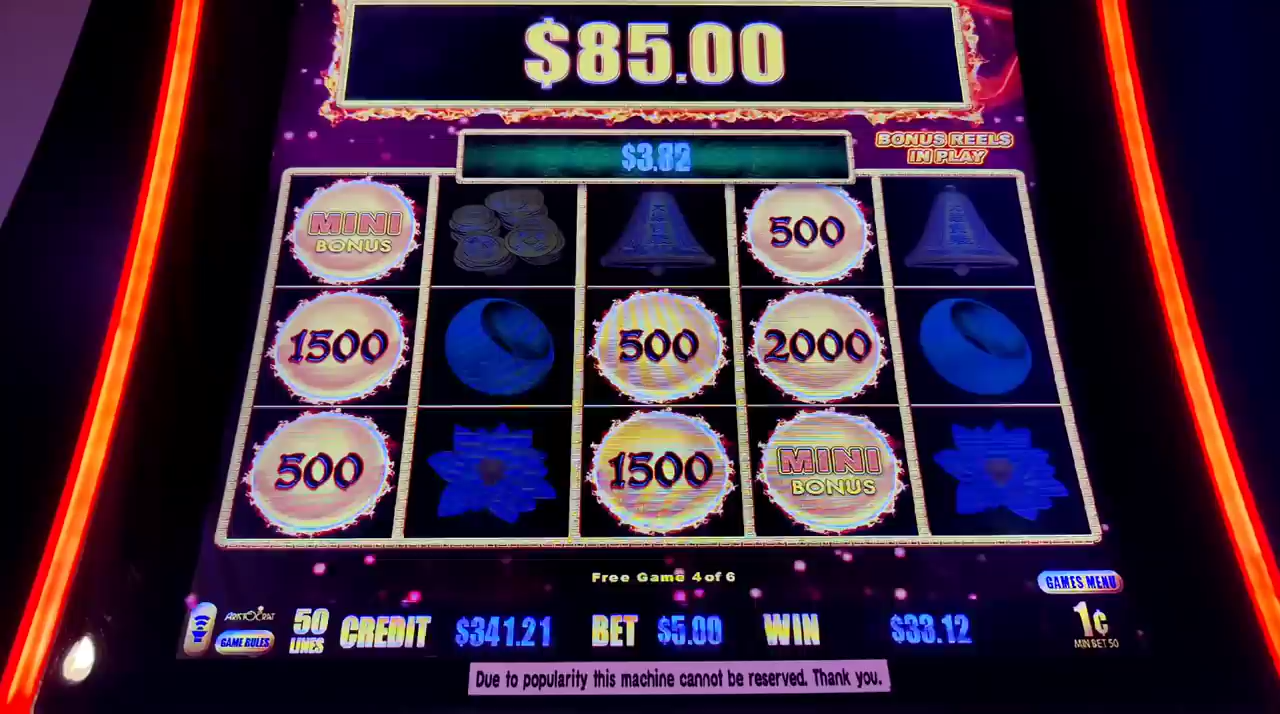 $85.00
$3.82
BONUS REELS
IN PLAY
MINI
BONUS
500
1500
500
2000
500
1500
MINI
BONUS
Free Game 4 of 6
GAMES MENU
ARISTOCRAT
GAME RULES
50
LINES
CREDIT $341.21
BET $5.00
WIN $33.12
1¢
MIN BET 50
Due to popularity this machine cannot be reserved. Thank you.